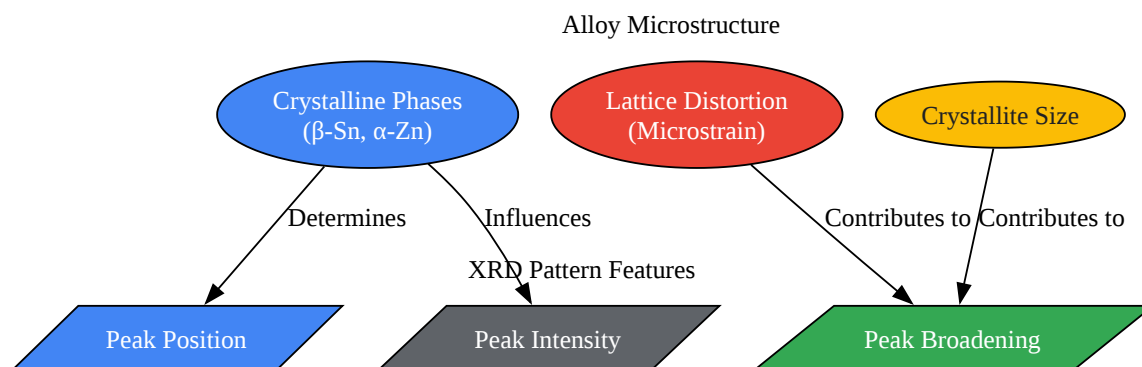 Alloy Microstructure
Crystalline Phases
(β-Sn, α-Zn)
Lattice Distortion
(Microstrain)
Crystallite Size
Determines
Influences
Contributes to
Contributes to
XRD Pattern Features
Peak Position
Peak Intensity
Peak Broadening